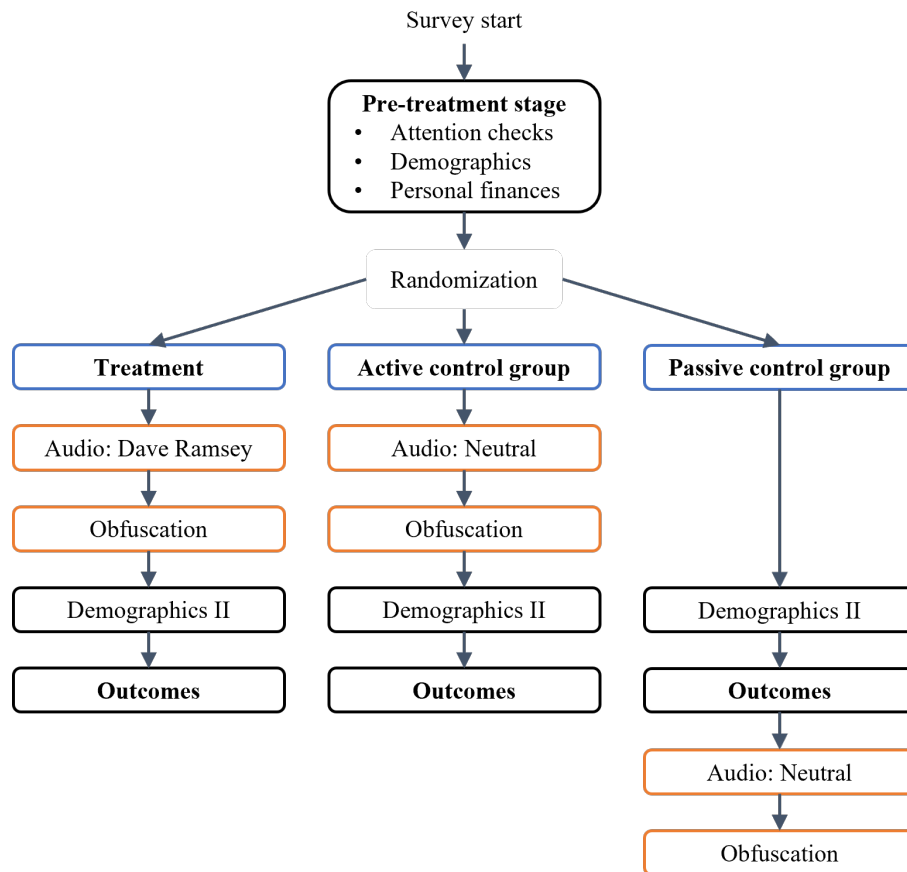 Survey start
Pre-treatment stage
• Attention checks
• Demographics
• Personal finances
Randomization
Treatment
Active control group
Passive control group
Audio: Dave Ramsey
Audio: Neutral
Obfuscation
Obfuscation
Demographics II
Demographics II
Demographics II
Outcomes
Outcomes
Outcomes
Audio: Neutral
Obfuscation